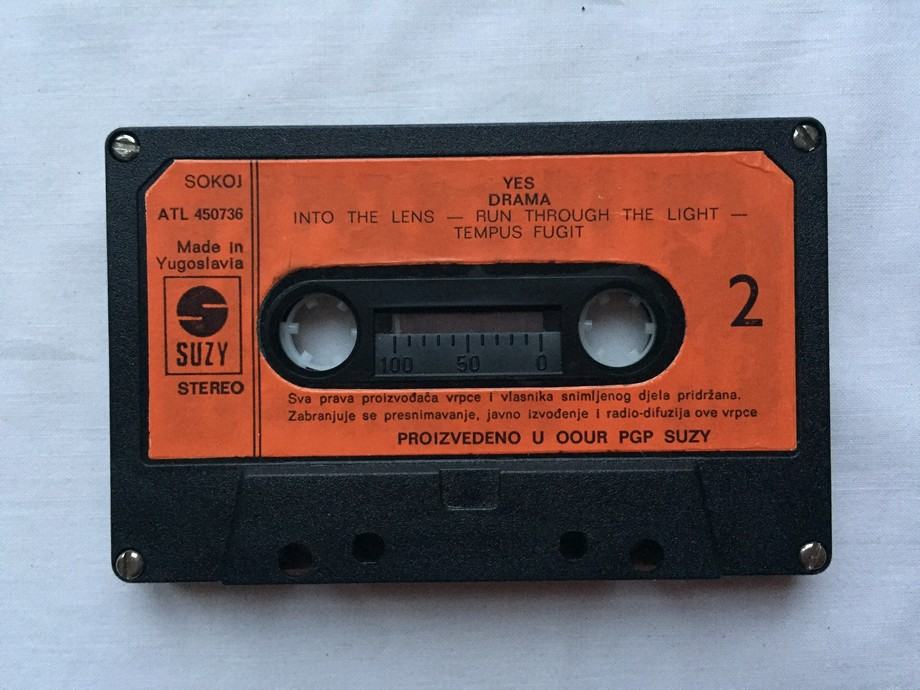 SOKOJ
ATL 450736
Made in
Yugoslavia
SUZY
STEREO
YES
DRAMA
INTO THE LENS — RUN THROUGH THE LIGHT —
TEMPUS FUGIT
2
100 50 0
Sva prava proizvođača vrpce i vlasnika snimljenog djela pridržana.
Zabranjuje se presnimavanje, javno izvođenje i radio-difuzija ove vrpce
PROIZVEDENO U OOUR PGP SUZY